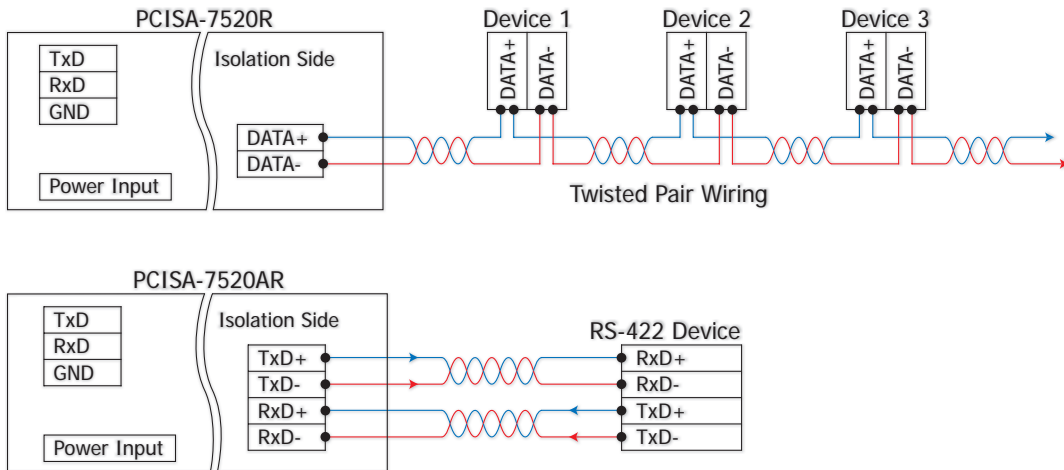 PCISA-7520R
TxD
RxD
GND
Power Input
Isolation Side
DATA+
DATA-
Device 1
DATA+
DATA-
Device 2
DATA+
DATA-
Device 3
DATA+
DATA-
Twisted Pair Wiring
PCISA-7520AR
TxD
RxD
GND
Power Input
Isolation Side
TxD+
TxD-
RxD+
RxD-
RS-422 Device
RxD+
RxD-
TxD+
TxD-